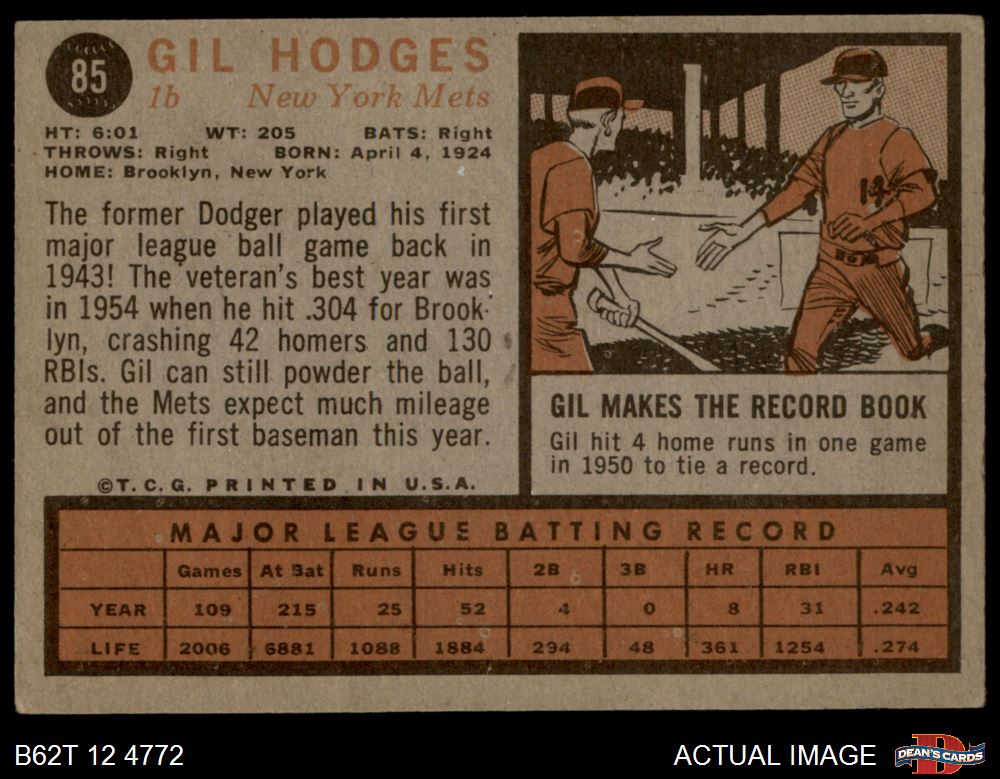 85
GIL HODGES
1b New York Mets
HT: 6:01 WT: 205 BATS: Right
THROWS: Right BORN: April 4, 1924
HOME: Brooklyn, New York
The former Dodger played his first
major league ball game back in
1943! The veteran's best year was
in 1954 when he hit .304 for Brook-
lyn, crashing 42 homers and 130
RBIs. Gil can still powder the ball,
and the Mets expect much mileage
out of the first baseman this year.
©T.C.G. PRINTED IN U.S.A.
14
GIL MAKES THE RECORD BOOK
Gil hit 4 home runs in one game
in 1950 to tie a record.
MAJOR LEAGUE BATTING RECORD
Games At Bat Runs Hits 2B 3B HR RBI Avg
YEAR 109 215 25 52 4 0 8 31 .242
LIFE 2006 6881 1088 1884 294 48 361 1254 .274
B62T 12 4772
ACTUAL IMAGE
D
DEAN'S CARDS